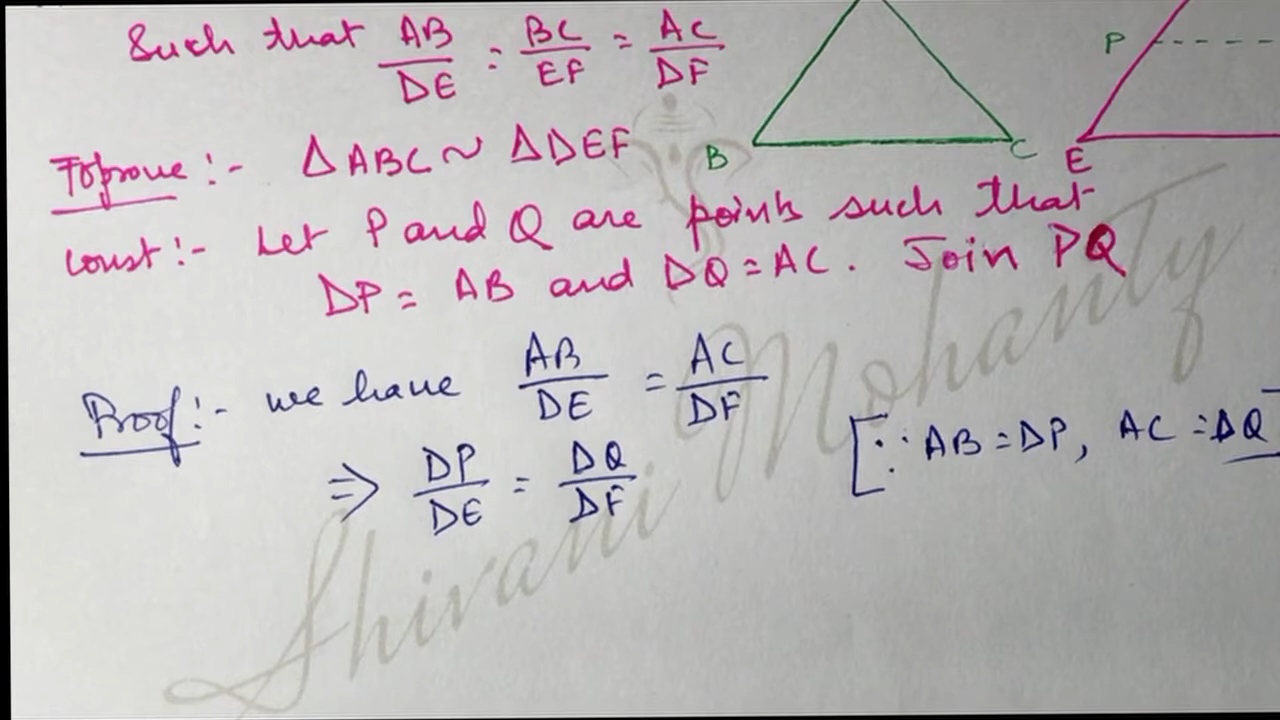 Such that AB/DE = BC/EF = AC/DF
P
B C E
To prove :- Δ ABC ~ Δ DEF
Const :- Let P and Q are points such that
DP = AB and DQ = AC. Join PQ
Proof :- we have AB/DE = AC/DF
⇒ DP/DE = DQ/DF [∵ AB = DP, AC = DQ
Shivani Mohanty